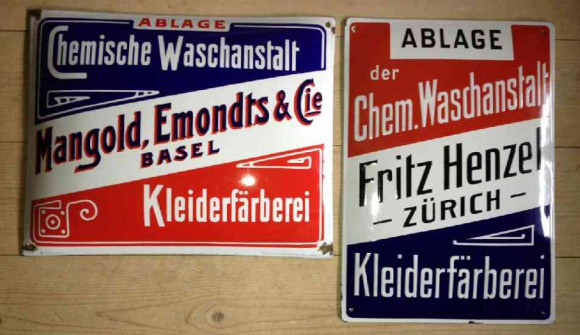 ABLAGE
Chemische Waschanstalt
Mangold, Emondts & Cie
BASEL
Kleiderfärberei
ABLAGE
der
Chem. Waschanstalt
Fritz Henzel
– ZÜRICH –
Kleiderfärberei